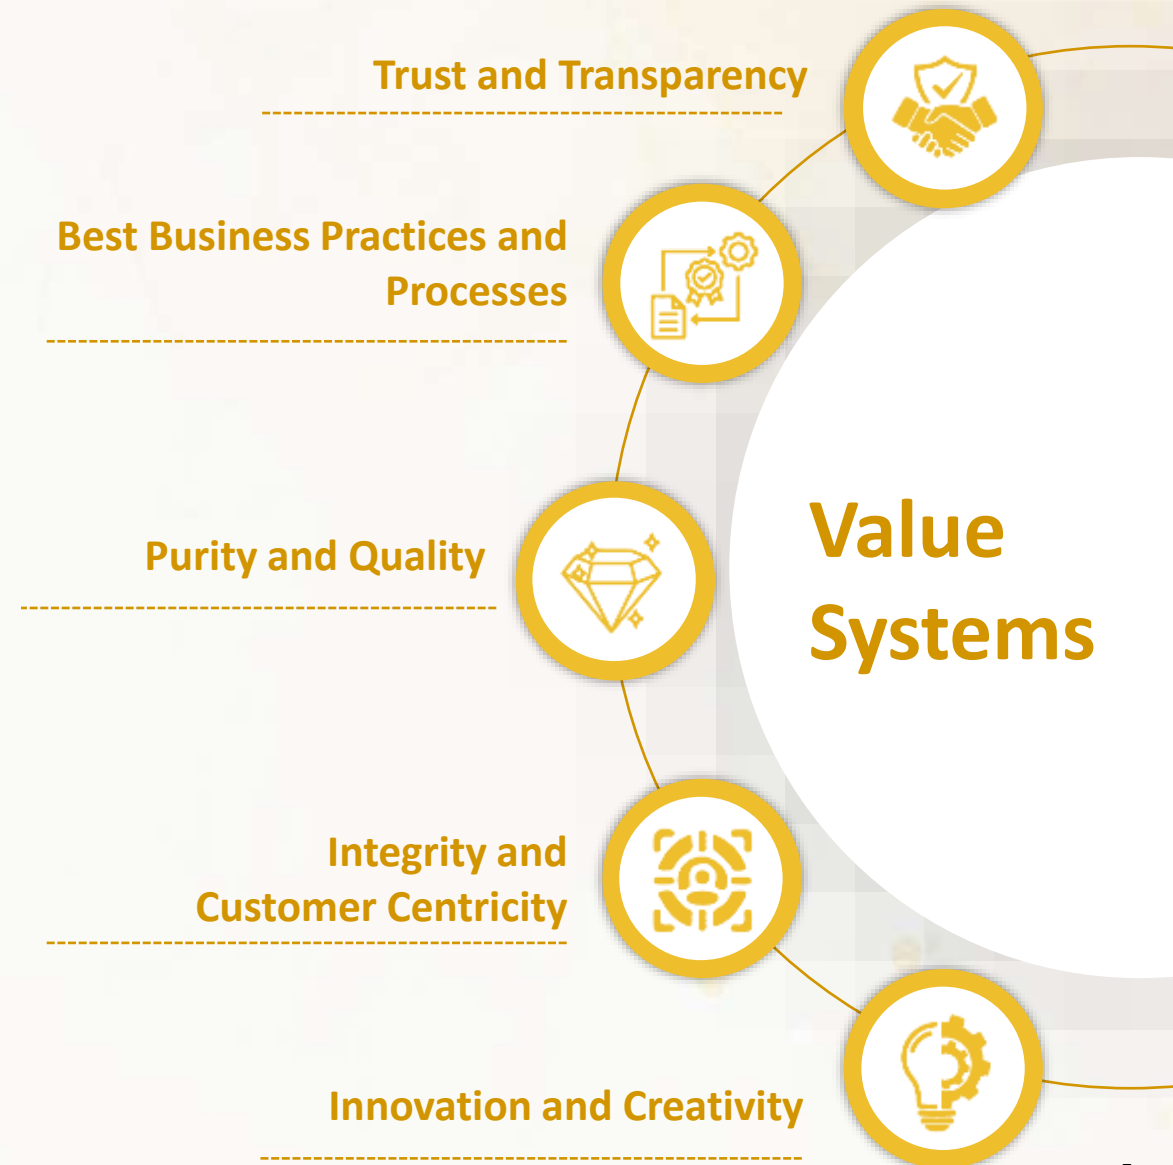 Trust and Transparency
Best Business Practices and
Processes
Purity and Quality
Value
Systems
Integrity and
Customer Centricity
Innovation and Creativity